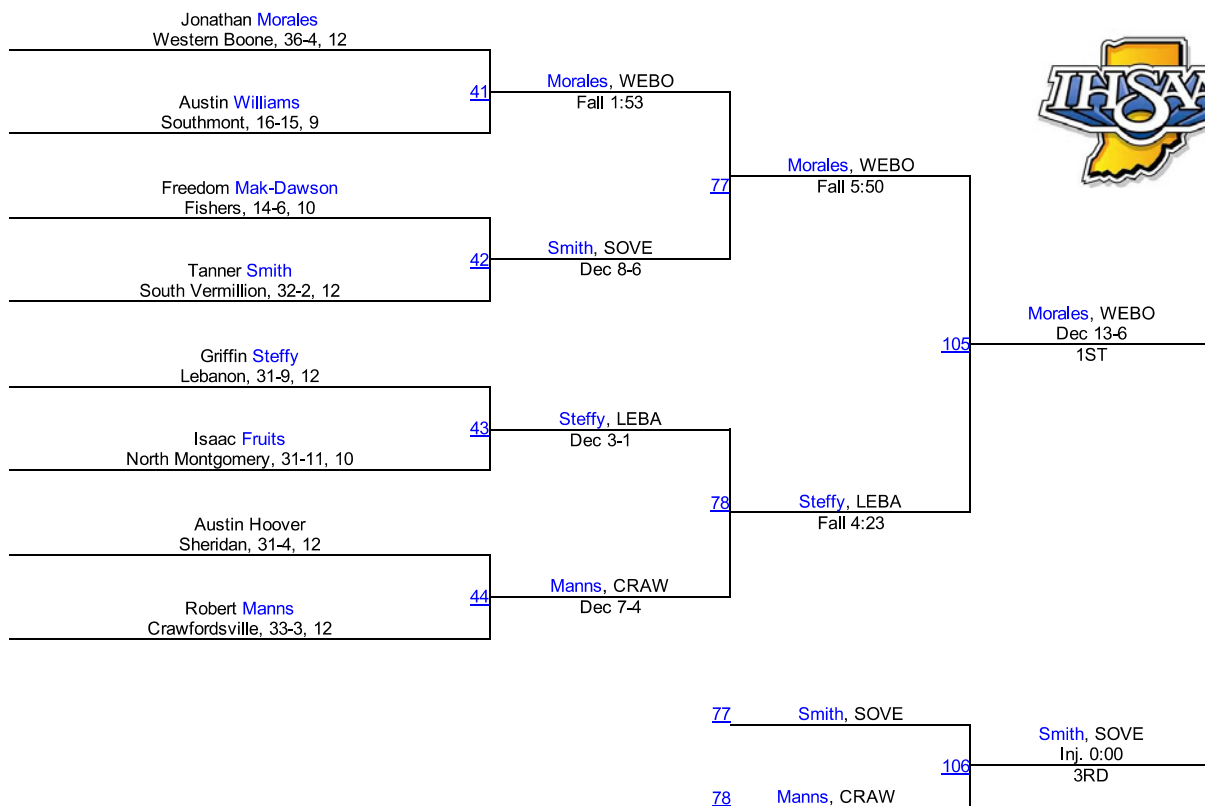 Jonathan Morales
Western Boone, 36-4, 12
41
Morales, WEBO
Fall 1:53
Austin Williams
Southmont, 16-15, 9
IHSAA
77
Morales, WEBO
Fall 5:50
Freedom Mak-Dawson
Fishers, 14-6, 10
42
Smith, SOVE
Dec 8-6
Tanner Smith
South Vermillion, 32-2, 12
105
Morales, WEBO
Dec 13-6
1ST
Griffin Steffy
Lebanon, 31-9, 12
43
Steffy, LEBA
Dec 3-1
Isaac Fruits
North Montgomery, 31-11, 10
78
Steffy, LEBA
Fall 4:23
Austin Hoover
Sheridan, 31-4, 12
44
Manns, CRAW
Dec 7-4
Robert Manns
Crawfordsville, 33-3, 12
77
Smith, SOVE
106
Smith, SOVE
Inj. 0:00
3RD
78
Manns, CRAW